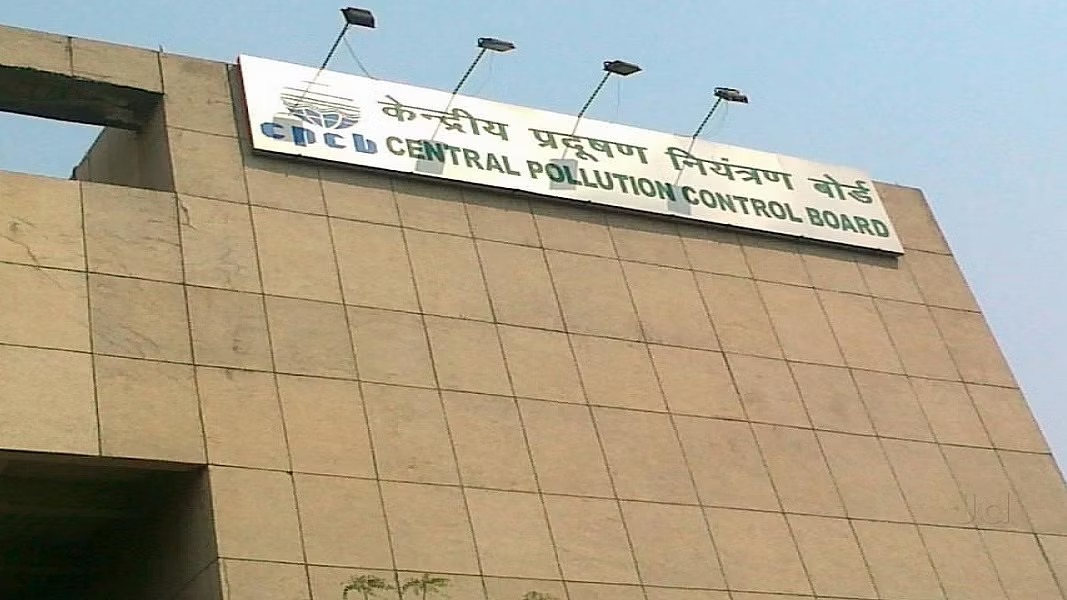 केन्द्रीय प्रदूषण नियंत्रण बोर्ड
cpcb CENTRAL POLLUTION CONTROL BOARD